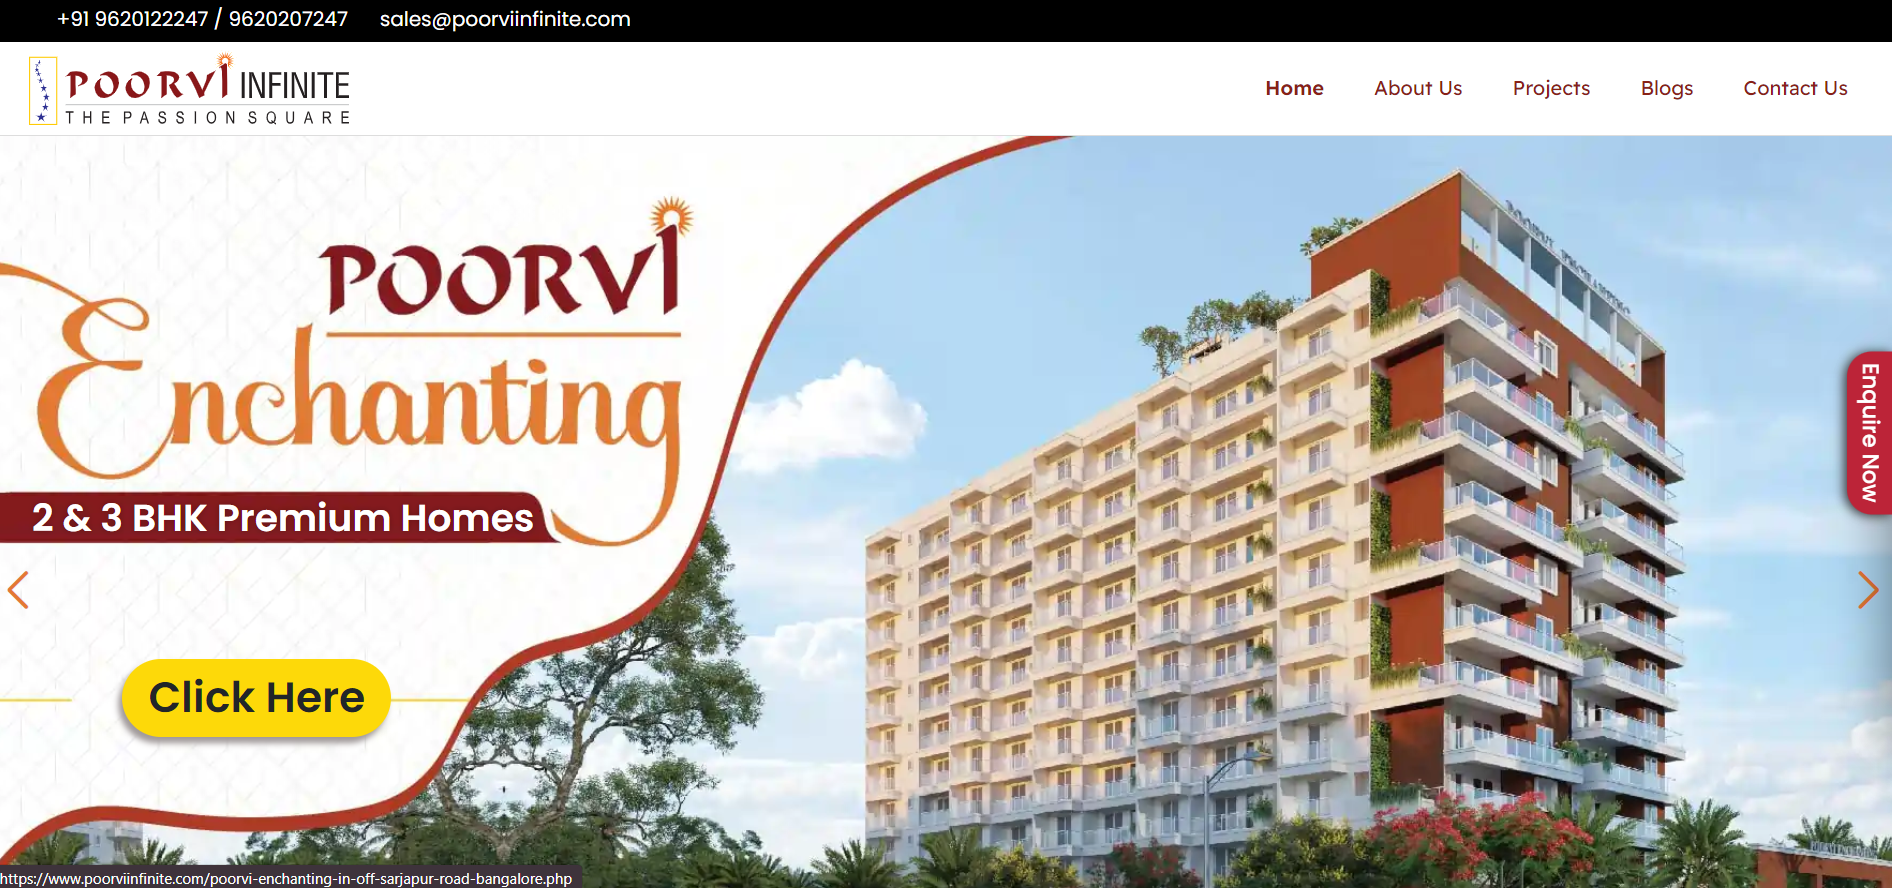 +91 9620122247 / 9620207247 sales@poorviinfinite.com
POORVI INFINITE
THE PASSION SQUARE
Home About Us Projects Blogs Contact Us
POORVI
Enchanting
2 & 3 BHK Premium Homes
Enquire Now
Click Here
https://www.poorviinfinite.com/poorvi-enchanting-in-off-sarjapur-road-bangalore.php